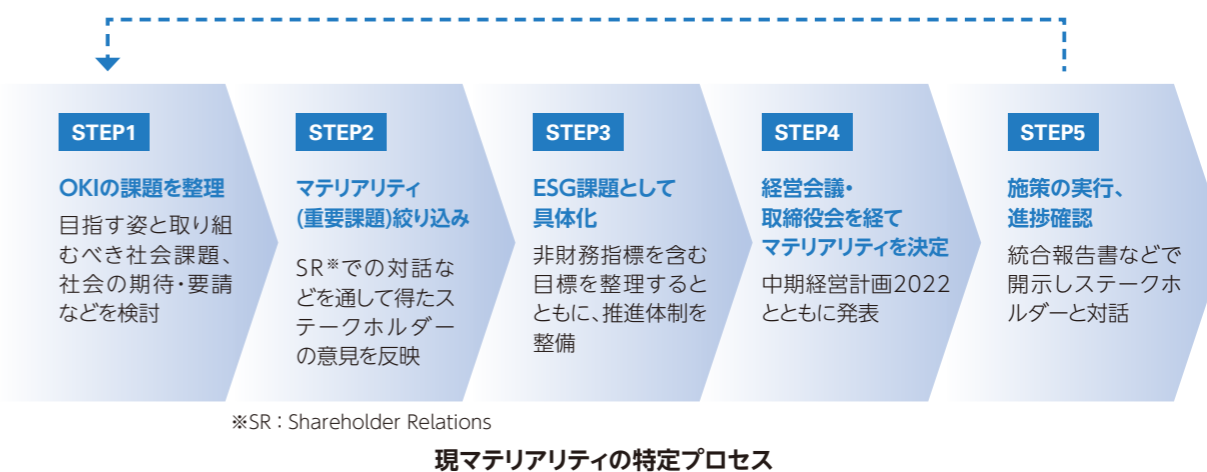 STEP1
OKIの課題を整理
目指す姿と取り組
むべき社会課題、
社会の期待・要請
などを検討
STEP2
マテリアリティ
(重要課題)絞り込み
SR※での対話な
どを通して得たス
テークホルダー
の意見を反映
STEP3
ESG課題として
具体化
非財務指標を含む
目標を整理すると
ともに、推進体制を
整備
STEP4
経営会議・
取締役会を経て
マテリアリティを決定
中期経営計画2022
とともに発表
STEP5
施策の実行、
進捗確認
統合報告書などで
開示しステークホ
ルダーと対話
※SR：Shareholder Relations
現マテリアリティの特定プロセス